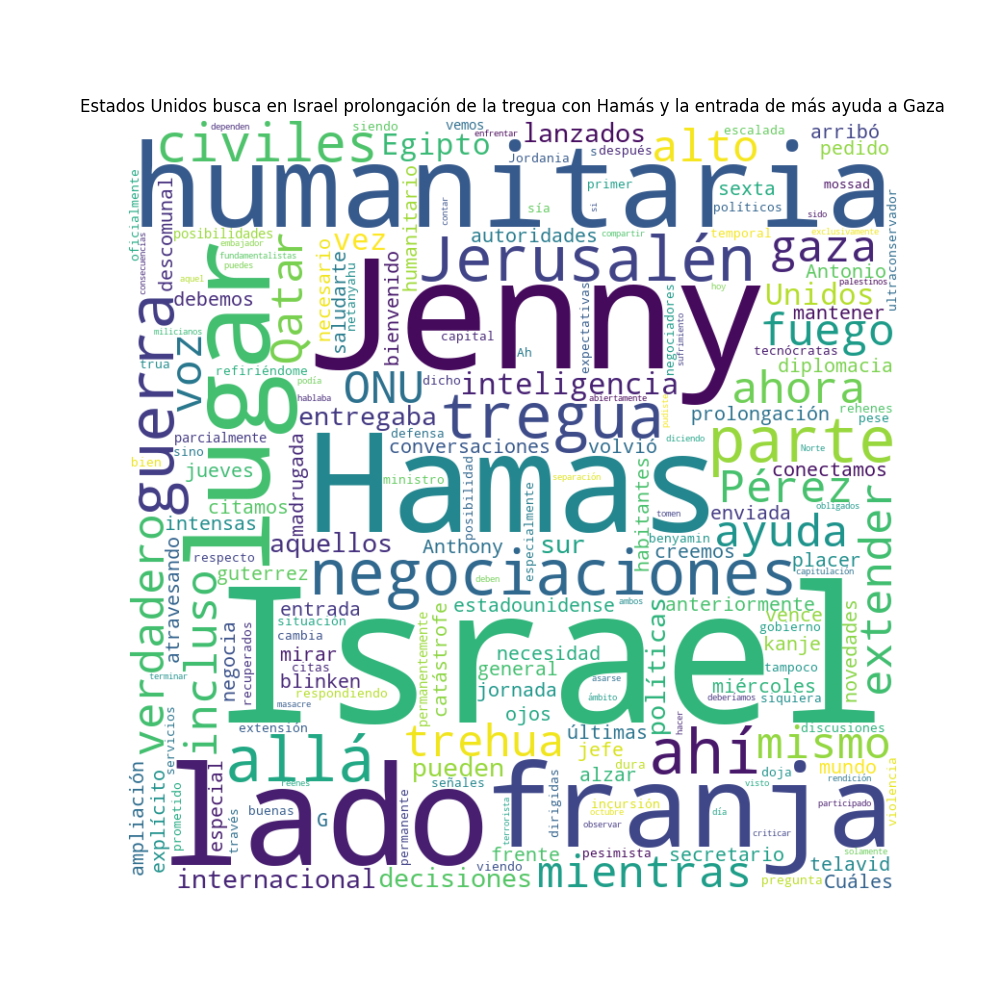 Estados Unidos busca en Israel prolongación de la tregua con Hamás y la entrada de más ayuda a Gaza
dependen
siendo
vemos
enfrentar
lanzados
escalada
arribó
civiles
Egipto
Jordania
s
después
alto
pedido
humanitaria
oficialmente
descomunal
humanitario
primer
sexta
mossad
contar
si
sía
políticos
sido
consecuencias
posibilidades
embajador
fundamentalistas
puedes
aquel
vez
autoridades
compartir
temporal
exclusivamente
ultraconservador
Jerusalén
gaza
palestinos
Antonio
debemos
lugar
Qatar
necesario
saludarte
netanyahu
bienvenido
Jenny
expectativas
negociadores
sufrimiento
hoy
Unidos
mantener
guerra
milicianos
voz
trua
refiriéndome
capital
Ah
fuego
tecnócratas
diplomacia
podía
hablaba
ONU
dicho
inteligencia
abiertamente
pudiste
ahora
entregaba
tregua
prolongación
rehenes
pese
parcialmente
sino
madrugada
defensa
conversaciones
volvió
diciendo
parte
Norte
bien
jueves
ministro
Hamas
posibilidad
separación
conectamos
citamos
Pérez
verdadero
intensas
especialmente
habitantes
tomen
enviada
obligados
extender
atravesando
aquellos
Anthony
sur
benyamin
creemos
ayuda
respecto
placer
incluso
guterrez
negociaciones
deben
capitulación
entrada
estadounidense
ambos
anteriormente
vence
novedades
situación
permanentemente
Israel
gobierno
negocia
recuperados
cambia
catástrofe
necesidad
políticas
kanje
mirar
citas
general
asarse
tampoco
blinken
respondiendo
jornada
ámbito
miércoles
siquiera
terminar
masacre
deberíamos
servicios
extensión
ojos
últimas
hacer
discusiones
allá
trehua
jefe
ahí
mismo
ampliación
explícito
prometido
especial
través
reenes
lado
pueden
señales
dura
alzar
visto
doja
mundo
rendición
violencia
buenas
G
permanente
terrorista
dirigidas
incursión
octubre
observar
franja
día
participado
criticar
frente
pesimista
secretario
solamente
internacional
decisiones
viendo
mientras
pregunta
telavid
Cuáles